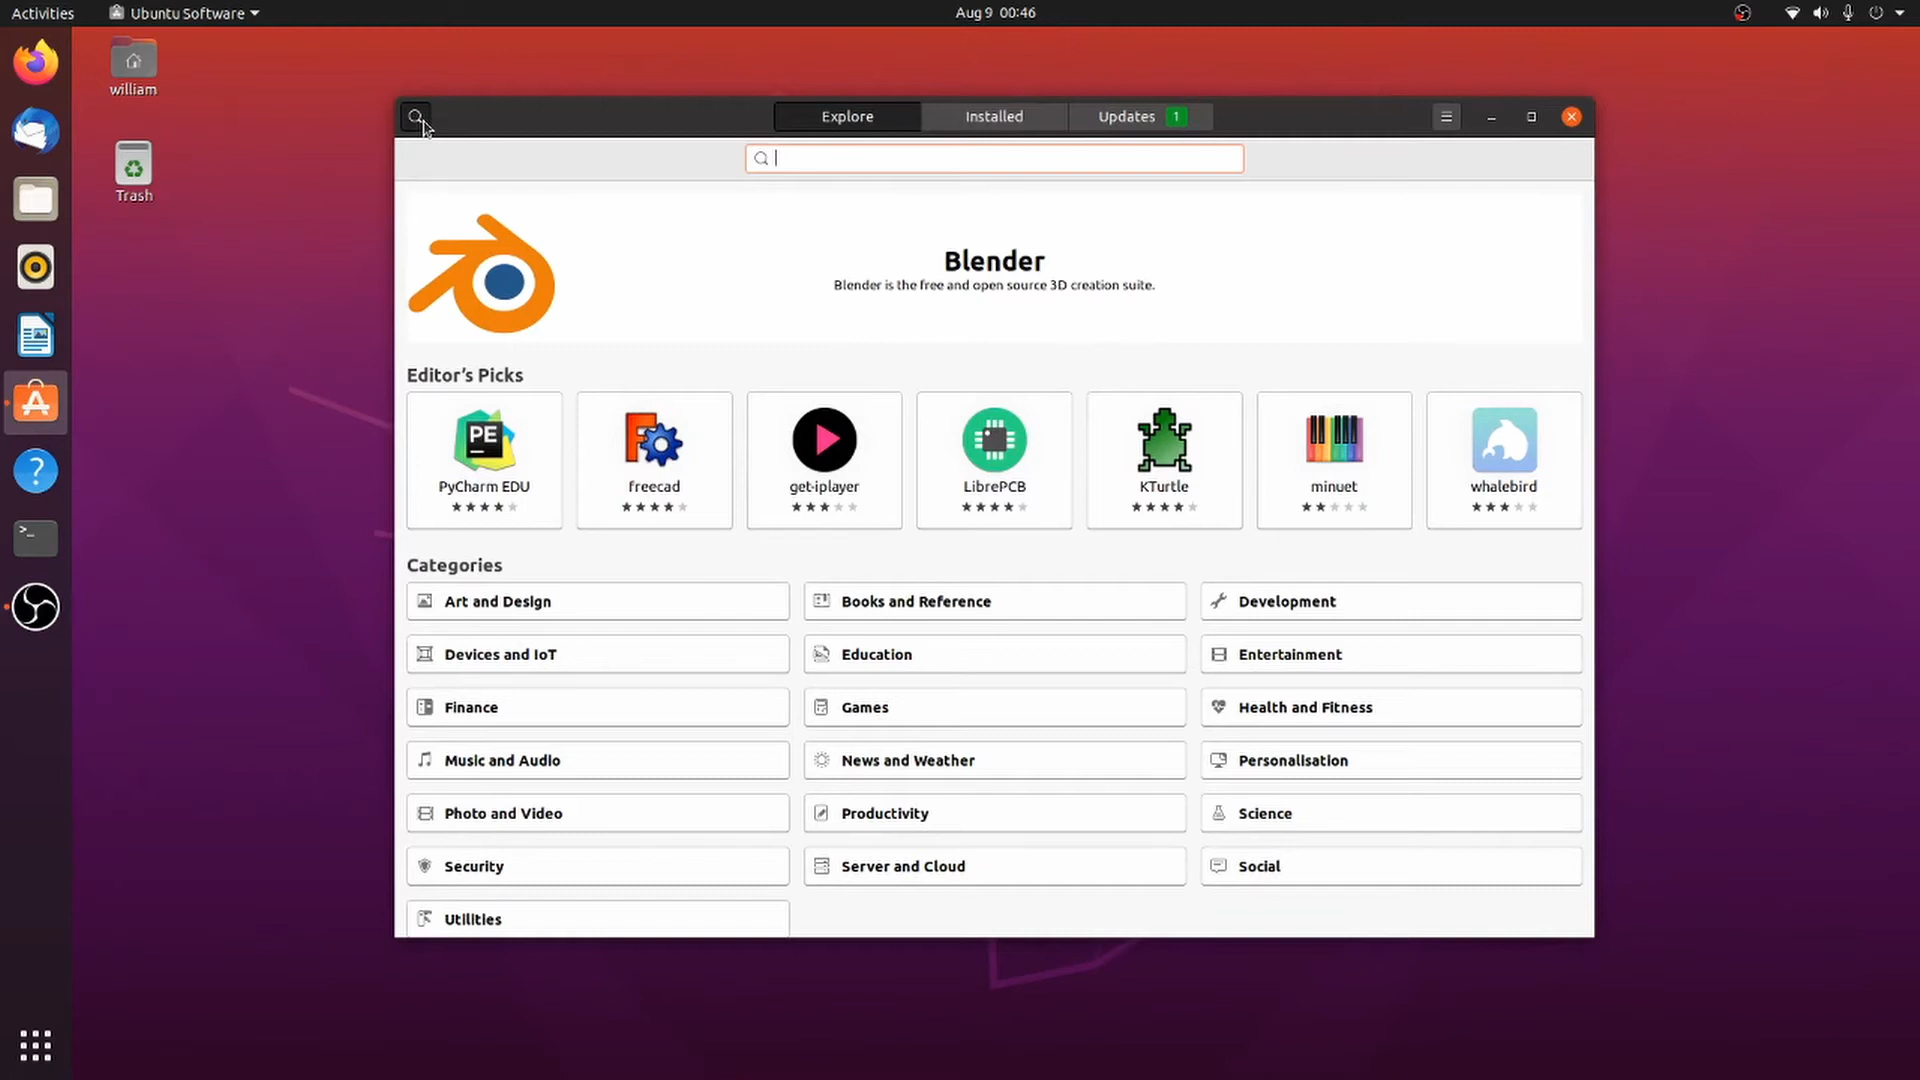 Activities
Ubuntu Software
Aug 9 00:46
william
Trash
Explore
Installed
Updates 1
Blender
Blender is the free and open source 3D creation suite.
Editor's Picks
PE
PyCharm EDU
freecad
get-iplayer
LibrePCB
KTurtle
minuet
whalebird
Categories
Art and Design
Books and Reference
Development
Devices and IoT
Education
Entertainment
Finance
Games
Health and Fitness
Music and Audio
News and Weather
Personalisation
Photo and Video
Productivity
Science
Security
Server and Cloud
Social
Utilities